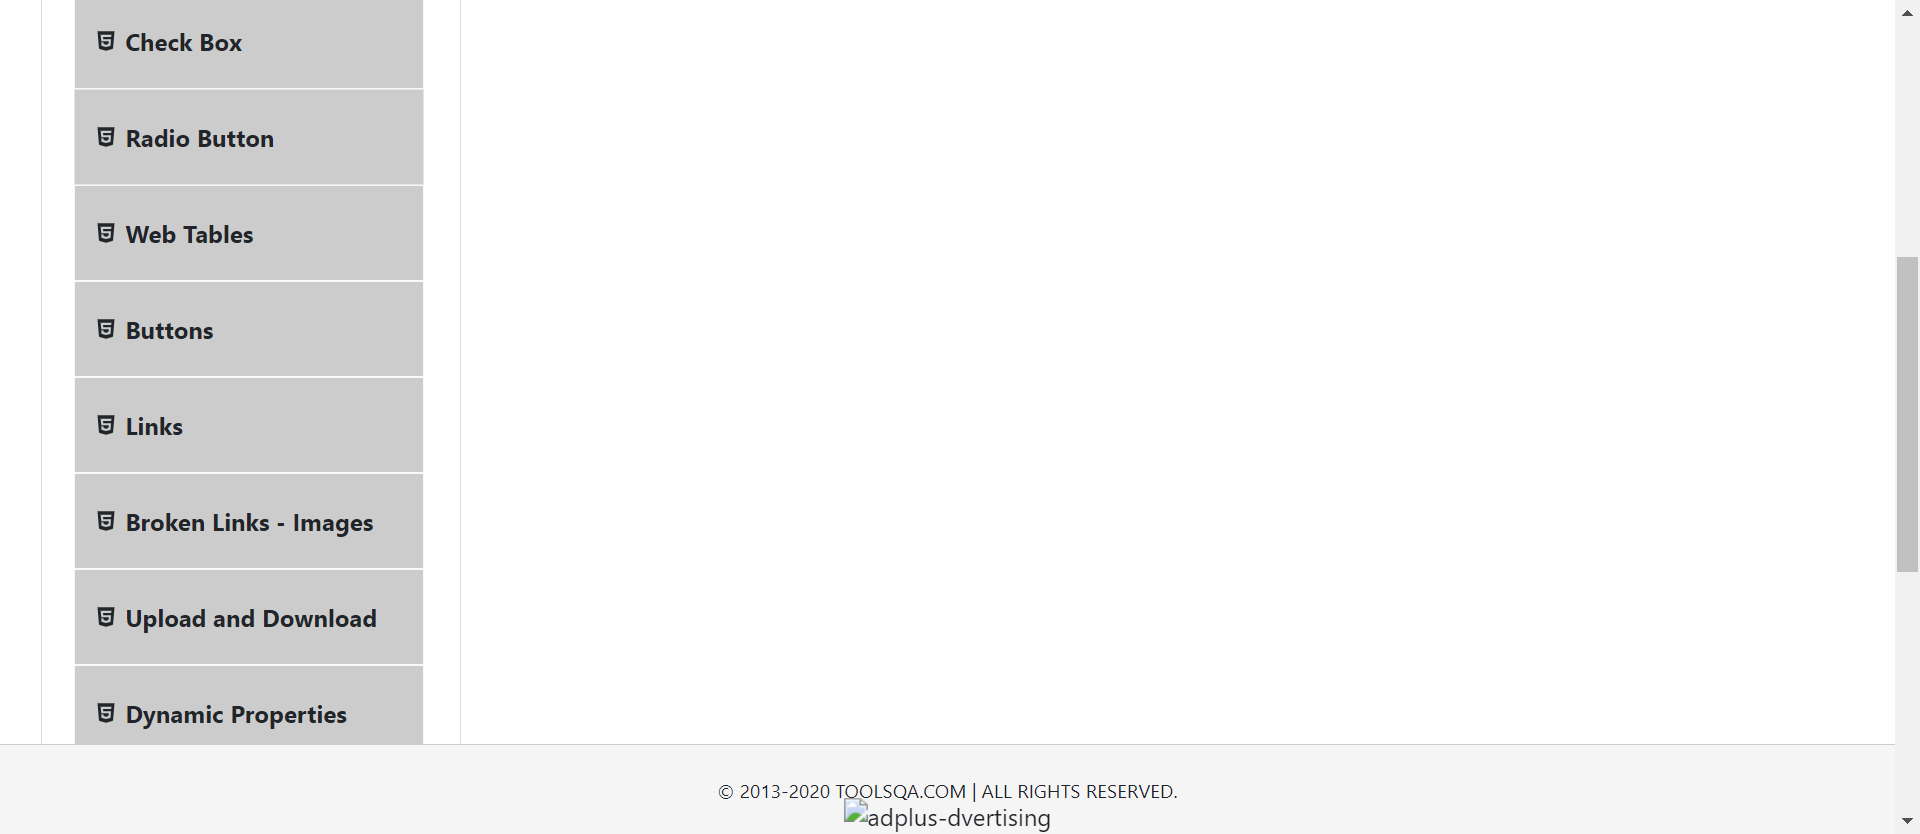 Check Box
Radio Button
Web Tables
Buttons
Links
Broken Links - Images
Upload and Download
Dynamic Properties
© 2013-2020 TOOLSQA.COM | ALL RIGHTS RESERVED.
adplus-dvertising